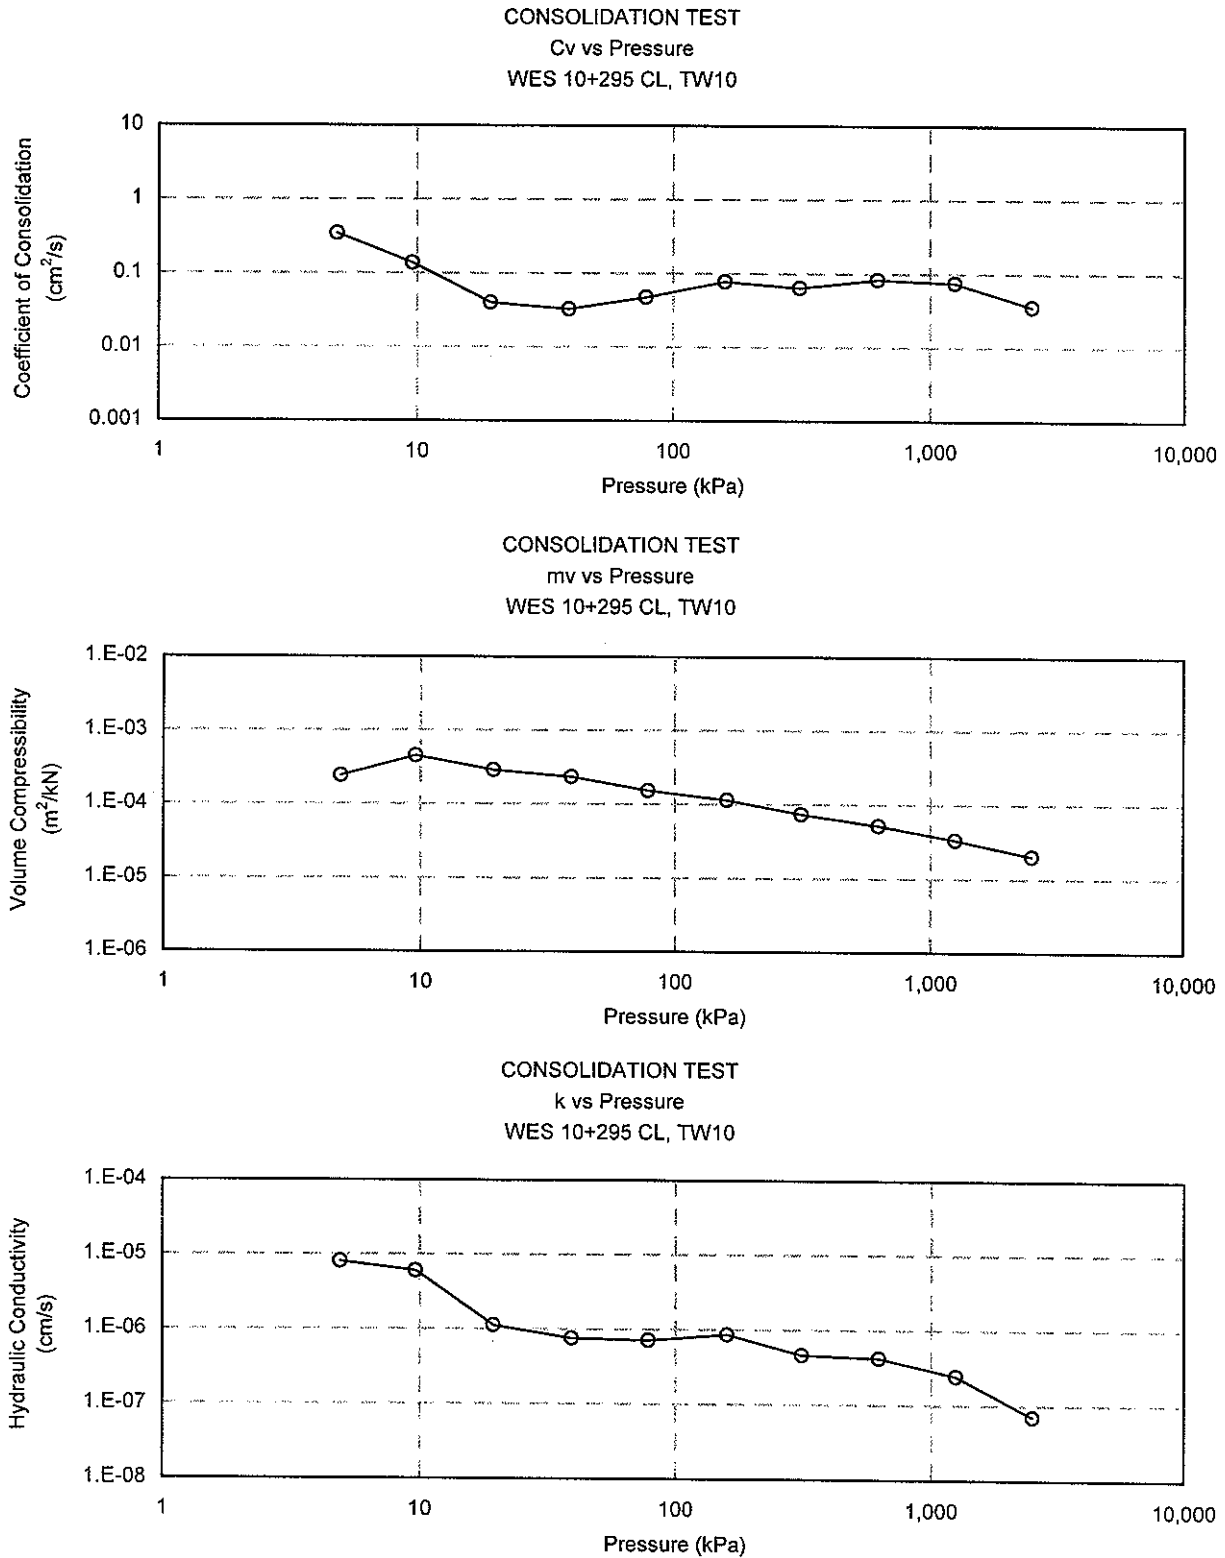 CONSOLIDATION TEST
Cv vs Pressure
WES 10+295 CL, TW10
Coefficient of Consolidation
(cm²/s)
10
1
0.1
0.01
0.001
1
10
100
1,000
10,000
Pressure (kPa)
CONSOLIDATION TEST
mv vs Pressure
WES 10+295 CL, TW10
Volume Compressibility
(m²/kN)
1.E-02
1.E-03
1.E-04
1.E-05
1.E-06
1
10
100
1,000
10,000
Pressure (kPa)
CONSOLIDATION TEST
k vs Pressure
WES 10+295 CL, TW10
Hydraulic Conductivity
(cm/s)
1.E-04
1.E-05
1.E-06
1.E-07
1.E-08
1
10
100
1,000
10,000
Pressure (kPa)